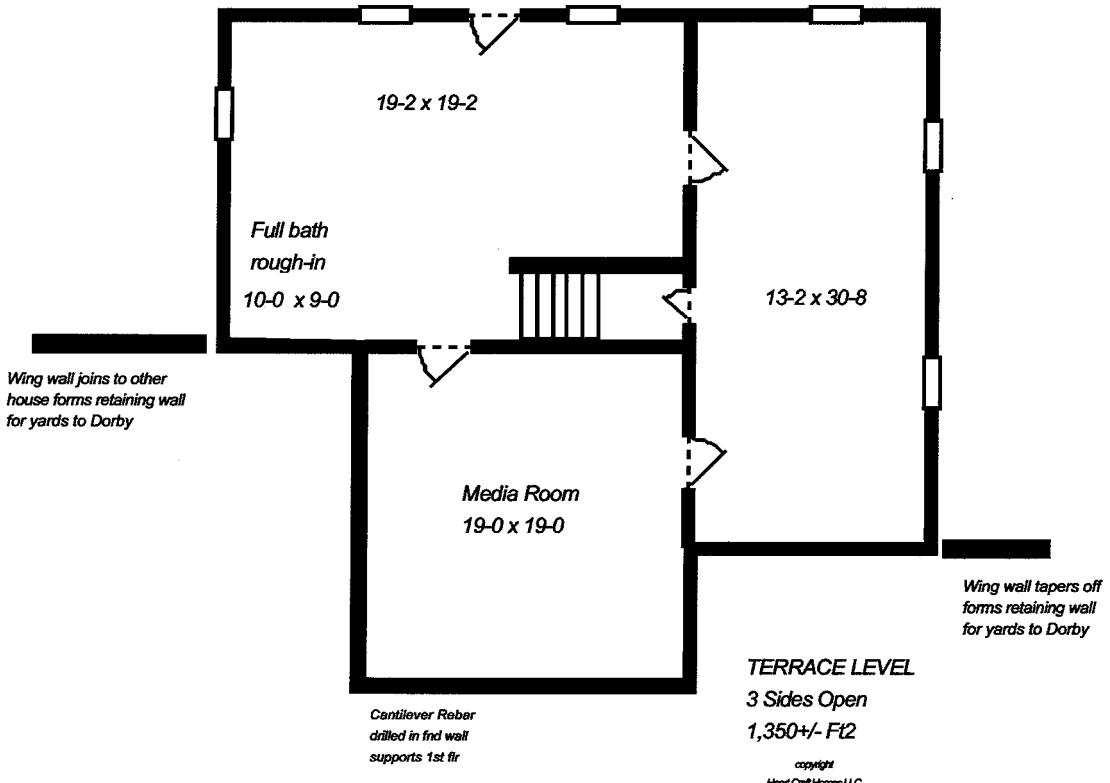 19-2 x 19-2
Full bath
rough-in
10-0 x 9-0
13-2 x 30-8
Wing wall joins to other
house forms retaining wall
for yards to Dorby
Media Room
19-0 x 19-0
Wing wall tapers off
forms retaining wall
for yards to Dorby
Cantilever Rebar
drilled in fnd wall
supports 1st flr
TERRACE LEVEL
3 Sides Open
1,350+/- Ft2
copyright